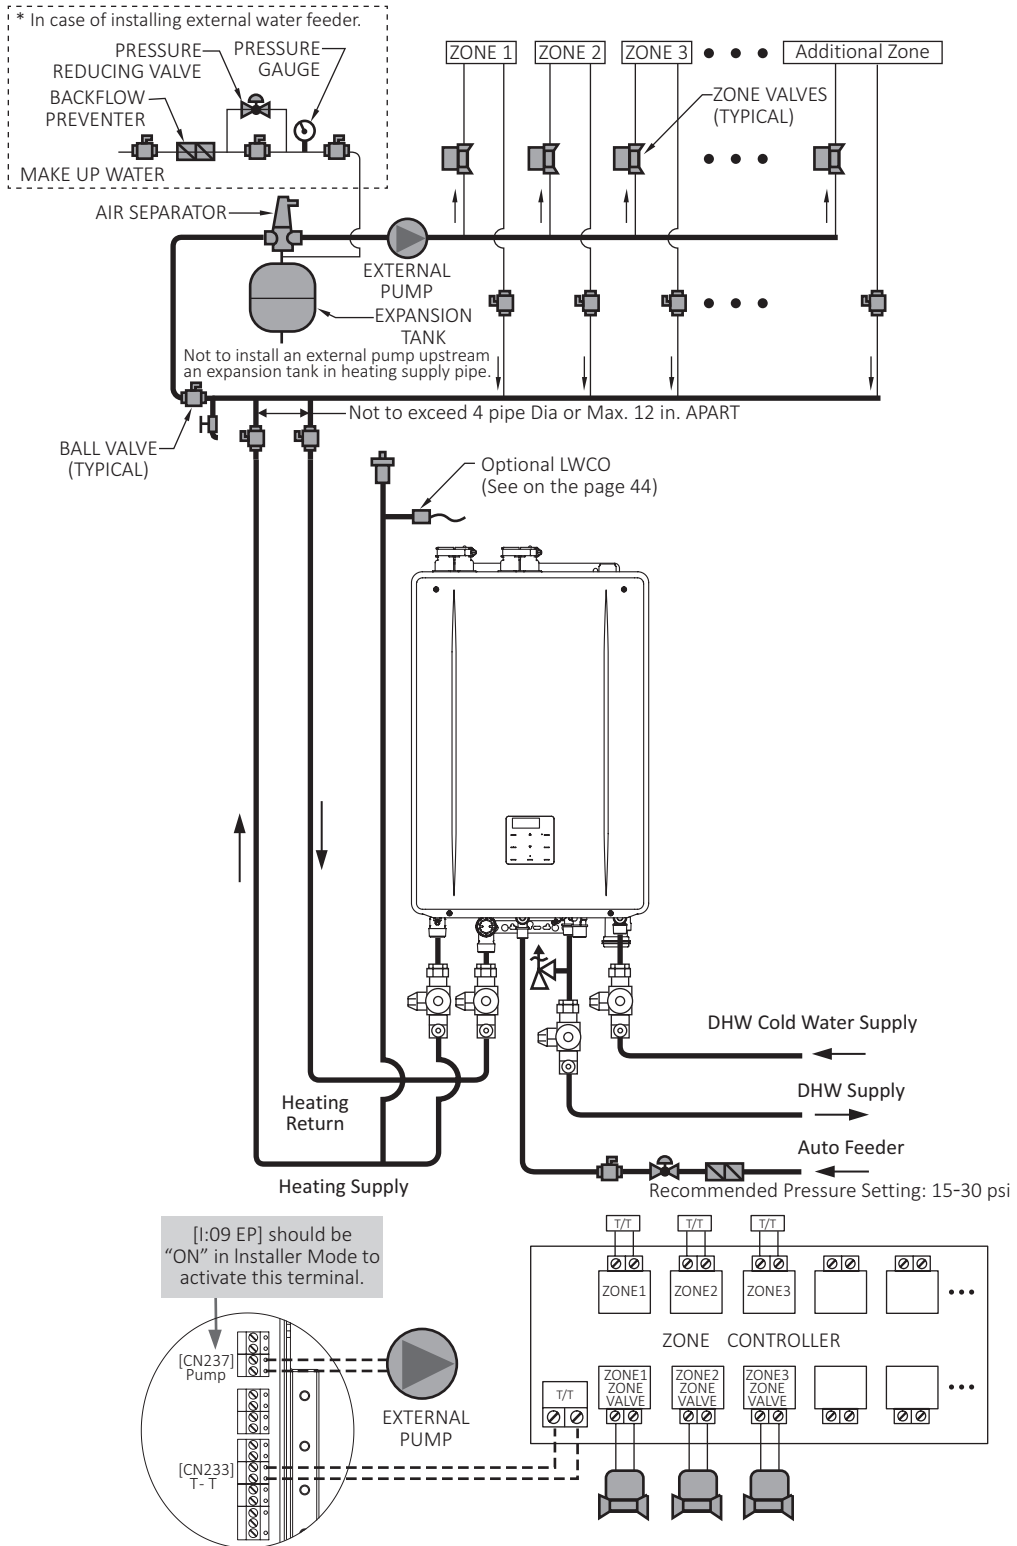 * In case of installing external water feeder.
PRESSURE
REDUCING VALVE
PRESSURE
GAUGE
BACKFLOW
PREVENTER
MAKE UP WATER
ZONE 1
ZONE 2
ZONE 3
Additional Zone
ZONE VALVES
(TYPICAL)
AIR SEPARATOR
EXTERNAL
PUMP
EXPANSION
TANK
Not to install an external pump upstream
an expansion tank in heating supply pipe.
Not to exceed 4 pipe Dia or Max. 12 in. APART
BALL VALVE
(TYPICAL)
Optional LWCO
(See on the page 44)
DHW Cold Water Supply
DHW Supply
Heating
Return
Auto Feeder
Heating Supply
Recommended Pressure Setting: 15-30 psi
[I:09 EP] should be
“ON” in Installer Mode to
activate this terminal.
[CN237]
Pump
EXTERNAL
PUMP
[CN233]
T- T
T/T
T/T
T/T
ZONE1
ZONE2
ZONE3
ZONE CONTROLLER
T/T
ZONE1
ZONE
VALVE
ZONE2
ZONE
VALVE
ZONE3
ZONE
VALVE